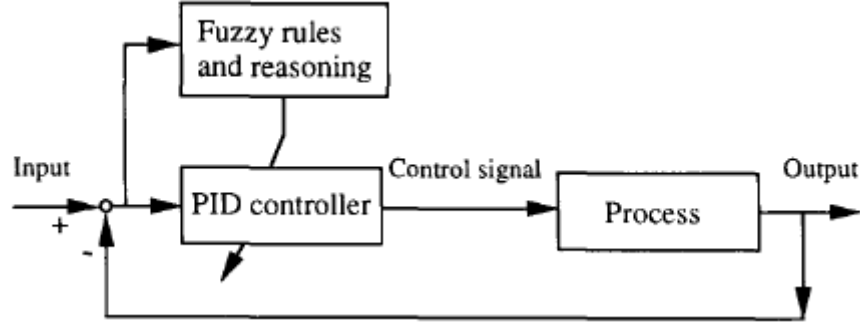 Fuzzy rules
and reasoning
Input
Control signal
Output
+
PID controller
Process
-